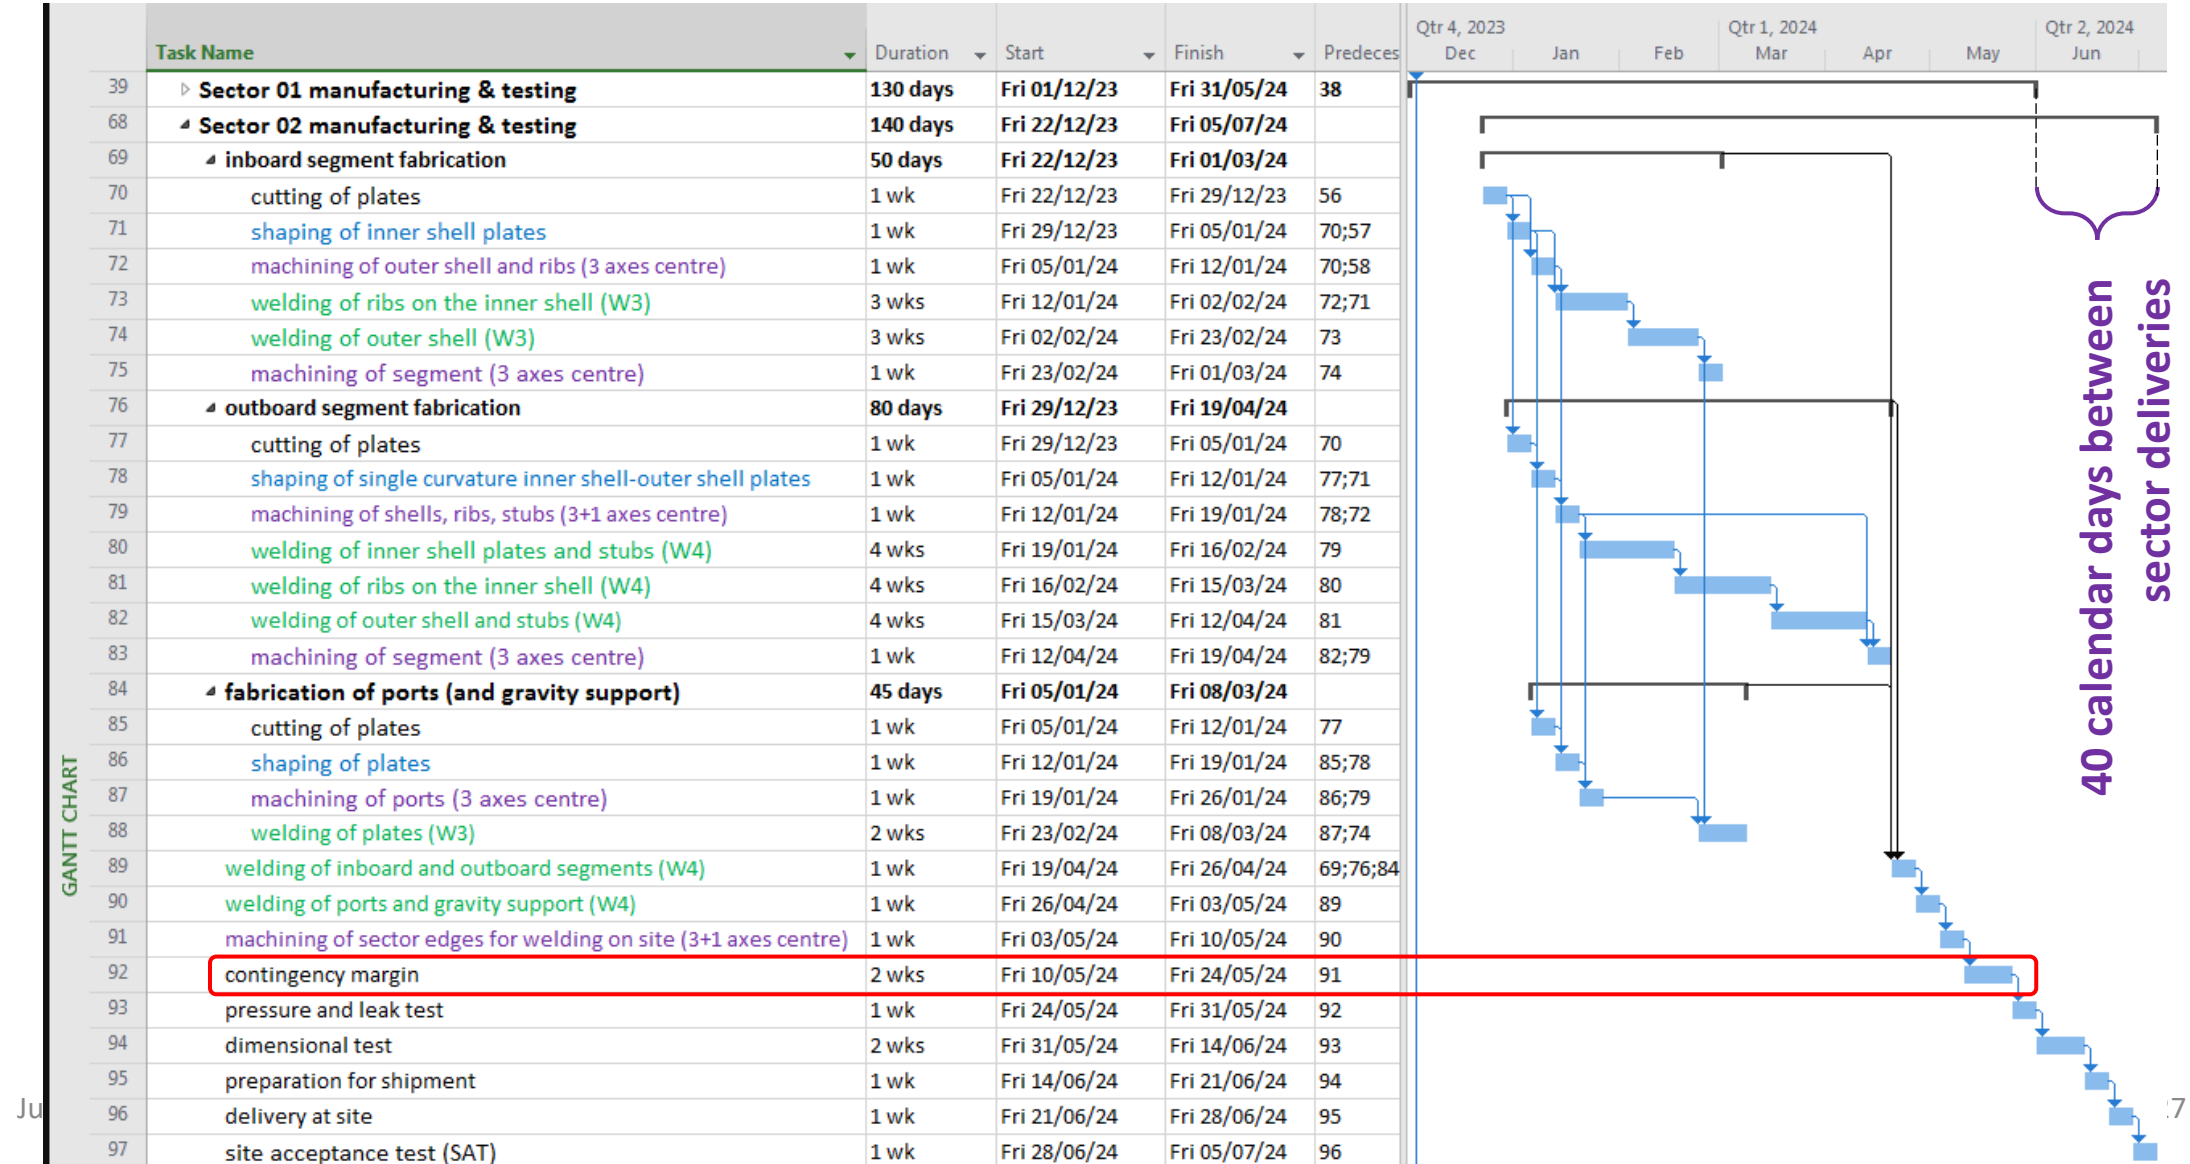 Qtr 4, 2023 Qtr 1, 2024 Qtr 2, 2024
Task Name Duration Start Finish Predeces Dec Jan Feb Mar Apr May Jun
39 Sector 01 manufacturing & testing 130 days Fri 01/12/23 Fri 31/05/24 38
68 Sector 02 manufacturing & testing 140 days Fri 22/12/23 Fri 05/07/24
69 inboard segment fabrication 50 days Fri 22/12/23 Fri 01/03/24
70 cutting of plates 1 wk Fri 22/12/23 Fri 29/12/23 56
71 shaping of inner shell plates 1 wk Fri 29/12/23 Fri 05/01/24 70;57
72 machining of outer shell and ribs (3 axes centre) 1 wk Fri 05/01/24 Fri 12/01/24 70;58
73 welding of ribs on the inner shell (W3) 3 wks Fri 12/01/24 Fri 02/02/24 72;71
74 welding of outer shell (W3) 3 wks Fri 02/02/24 Fri 23/02/24 73
75 machining of segment (3 axes centre) 1 wk Fri 23/02/24 Fri 01/03/24 74
76 outboard segment fabrication 80 days Fri 29/12/23 Fri 19/04/24
77 cutting of plates 1 wk Fri 29/12/23 Fri 05/01/24 70
78 shaping of single curvature inner shell-outer shell plates 1 wk Fri 05/01/24 Fri 12/01/24 77;71
79 machining of shells, ribs, stubs (3+1 axes centre) 1 wk Fri 12/01/24 Fri 19/01/24 78;72
80 welding of inner shell plates and stubs (W4) 4 wks Fri 19/01/24 Fri 16/02/24 79
81 welding of ribs on the inner shell (W4) 4 wks Fri 16/02/24 Fri 15/03/24 80
82 welding of outer shell and stubs (W4) 4 wks Fri 15/03/24 Fri 12/04/24 81
83 machining of segment (3 axes centre) 1 wk Fri 12/04/24 Fri 19/04/24 82;79
84 fabrication of ports (and gravity support) 45 days Fri 05/01/24 Fri 08/03/24
85 cutting of plates 1 wk Fri 05/01/24 Fri 12/01/24 77
86 shaping of plates 1 wk Fri 12/01/24 Fri 19/01/24 85;78
87 machining of ports (3 axes centre) 1 wk Fri 19/01/24 Fri 26/01/24 86;79
88 welding of plates (W3) 2 wks Fri 23/02/24 Fri 08/03/24 87;74
89 welding of inboard and outboard segments (W4) 1 wk Fri 19/04/24 Fri 26/04/24 69;76;84
90 welding of ports and gravity support (W4) 1 wk Fri 26/04/24 Fri 03/05/24 89
91 machining of sector edges for welding on site (3+1 axes centre) 1 wk Fri 03/05/24 Fri 10/05/24 90
92 contingency margin 2 wks Fri 10/05/24 Fri 24/05/24 91
93 pressure and leak test 1 wk Fri 24/05/24 Fri 31/05/24 92
94 dimensional test 2 wks Fri 31/05/24 Fri 14/06/24 93
95 preparation for shipment 1 wk Fri 14/06/24 Fri 21/06/24 94
96 delivery at site 1 wk Fri 21/06/24 Fri 28/06/24 95
97 site acceptance test (SAT) 1 wk Fri 28/06/24 Fri 05/07/24 96
GANTT CHART
40 calendar days between
sector deliveries
Ju
7